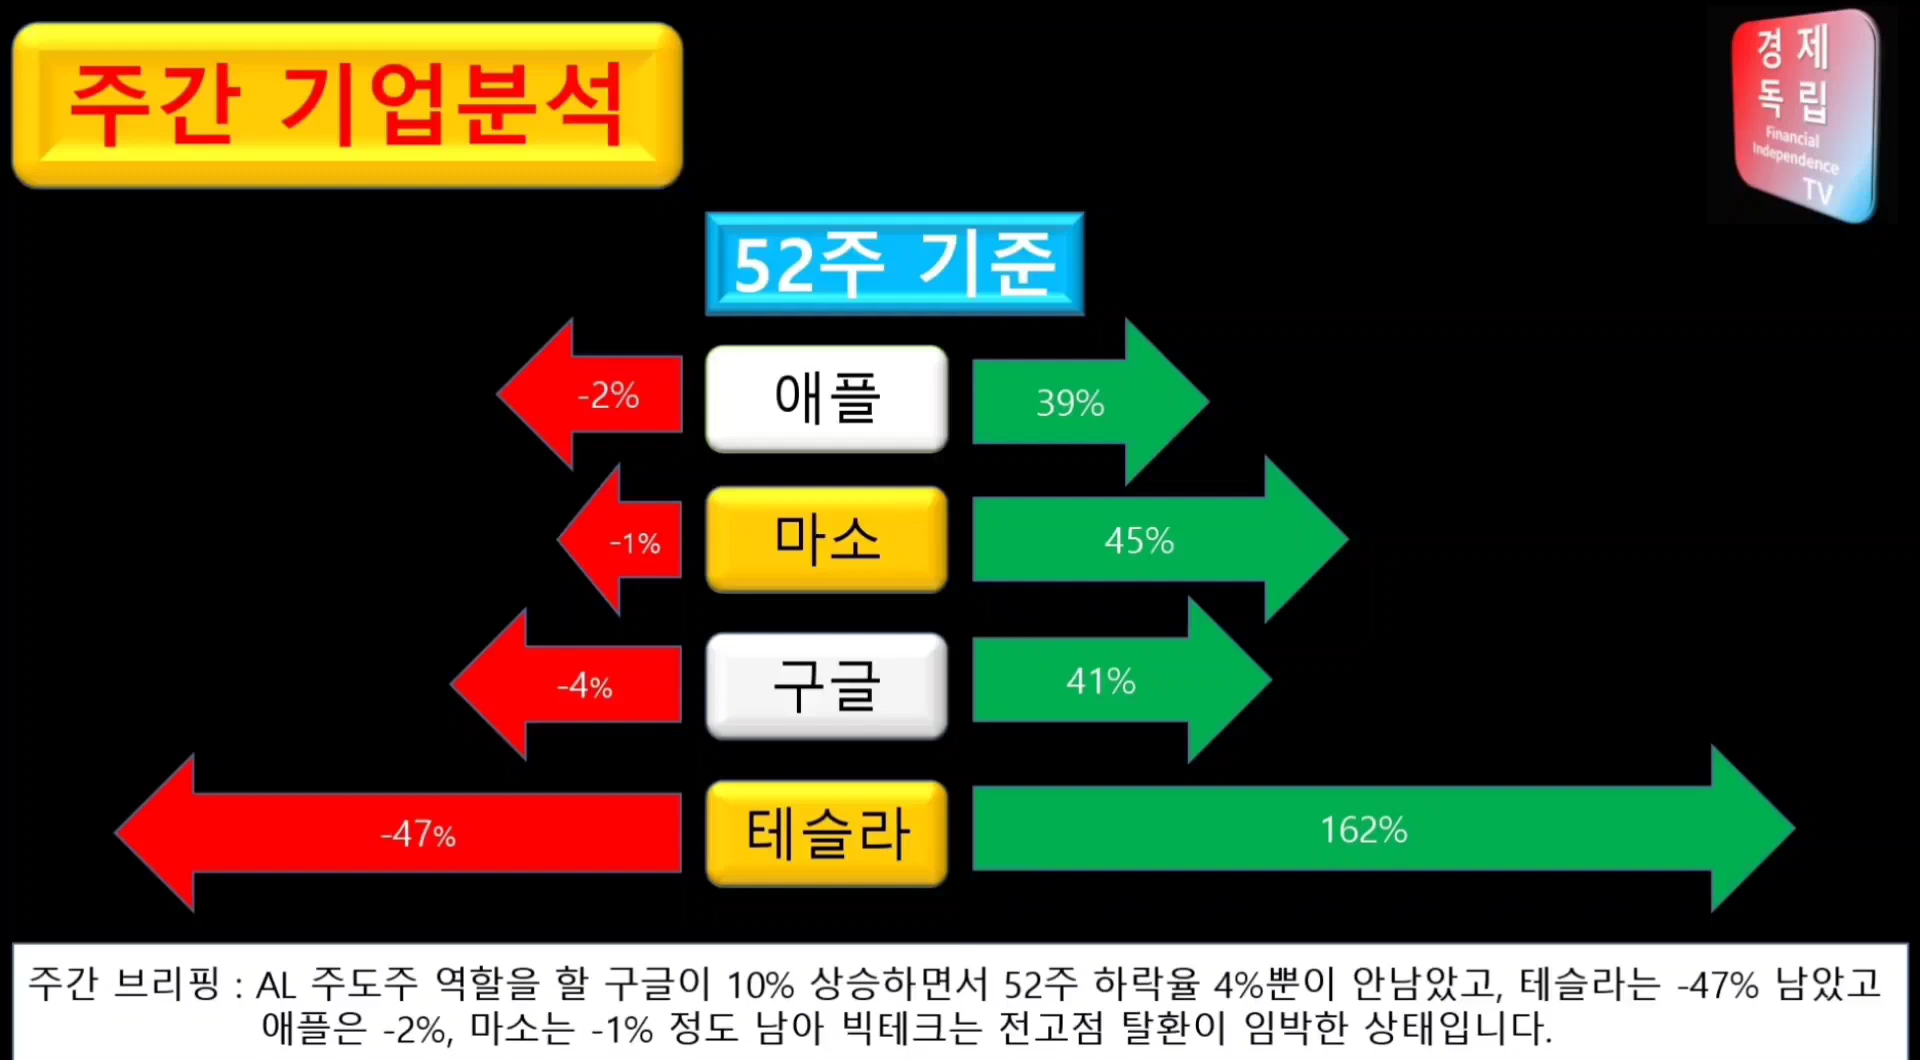 주간 기업분석
경제
독립
Financial
Independence
TV
52주 기준
-2%
애플
39%
-1%
마소
45%
-4%
구글
41%
-47%
테슬라
162%
주간 브리핑 : AL 주도주 역할을 할 구글이 10% 상승하면서 52주 하락율 4%뿐이 안남았고, 테슬라는 -47% 남았고
애플은 -2%, 마소는 -1% 정도 남아 빅테크는 전고점 탈환이 임박한 상태입니다.